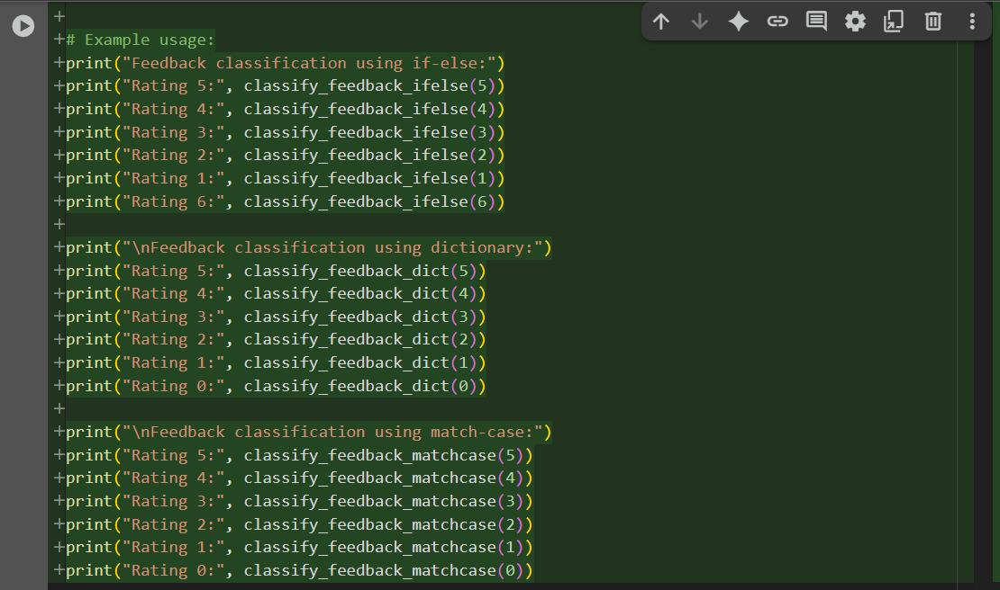 +
+# Example usage:
+print("Feedback classification using if-else:")
+print("Rating 5:", classify_feedback_ifelse(5))
+print("Rating 4:", classify_feedback_ifelse(4))
+print("Rating 3:", classify_feedback_ifelse(3))
+print("Rating 2:", classify_feedback_ifelse(2))
+print("Rating 1:", classify_feedback_ifelse(1))
+print("Rating 6:", classify_feedback_ifelse(6))
+
+print("\nFeedback classification using dictionary:")
+print("Rating 5:", classify_feedback_dict(5))
+print("Rating 4:", classify_feedback_dict(4))
+print("Rating 3:", classify_feedback_dict(3))
+print("Rating 2:", classify_feedback_dict(2))
+print("Rating 1:", classify_feedback_dict(1))
+print("Rating 0:", classify_feedback_dict(0))
+
+print("\nFeedback classification using match-case:")
+print("Rating 5:", classify_feedback_matchcase(5))
+print("Rating 4:", classify_feedback_matchcase(4))
+print("Rating 3:", classify_feedback_matchcase(3))
+print("Rating 2:", classify_feedback_matchcase(2))
+print("Rating 1:", classify_feedback_matchcase(1))
+print("Rating 0:", classify_feedback_matchcase(0))